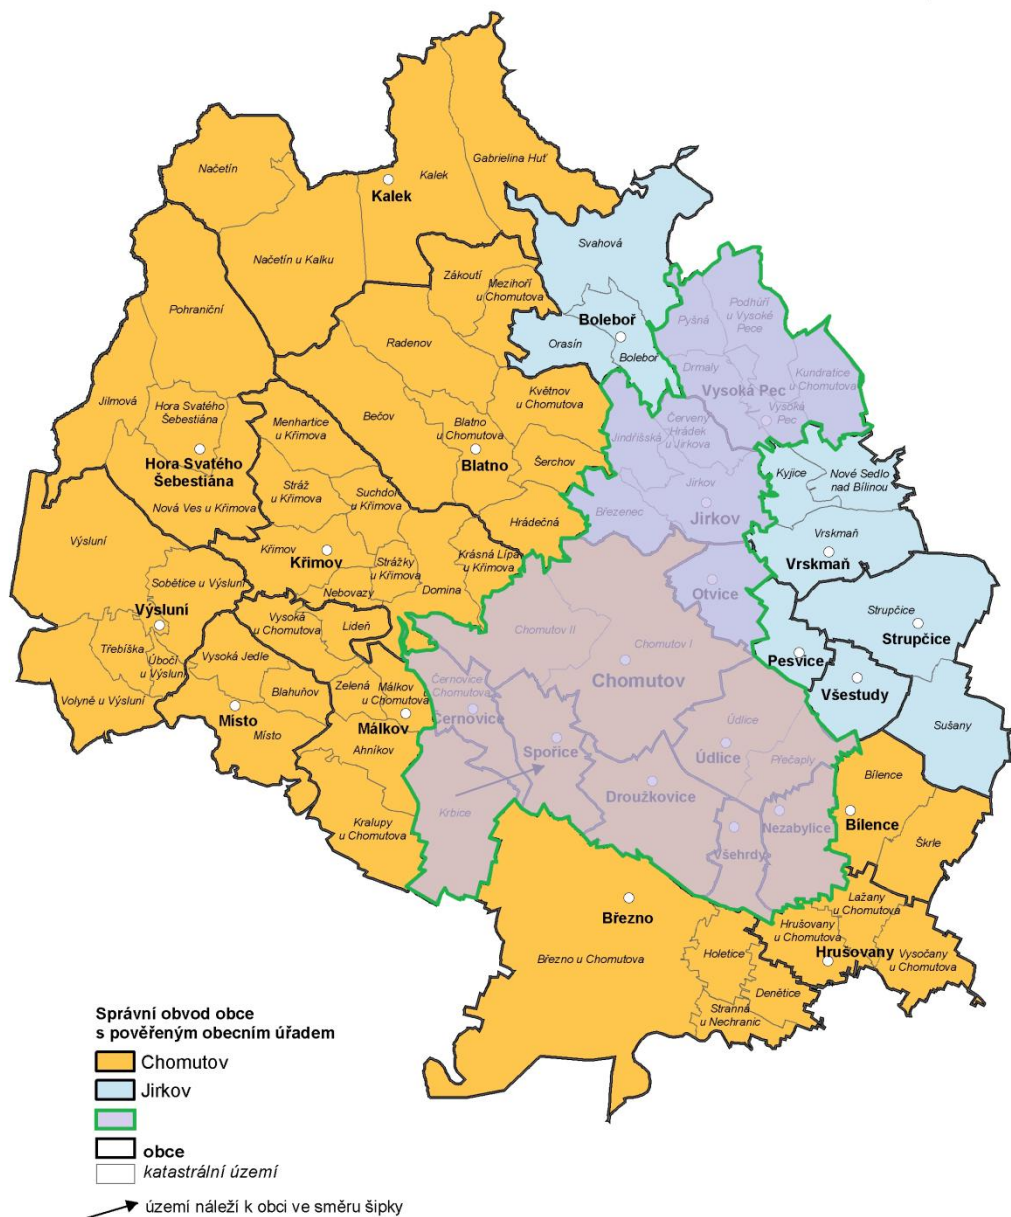 Gabrielina Huť
Načetín
Kalek
Kalek
Svahová
Načetín u Kalku
Zákoutí
Mezihoří
u Chomutova
Podhůří
u Vysoké
Pece
Pohraniční
Pyšná
Boleboř
Radenov
Orasín
Boleboř
Drmaly
Kundratice
u Chomutova
Vysoká Pec
Vysoká
Pec
Květnov
u Chomutova
Jilmová
Hora Svatého
Šebestiána
Menhartice
u Křimova
Bečov
Blatno
u Chomutova
Blatno
Červený
Hrádek
u Jirkova
Jindřišská
Hora Svatého
Šebestiána
Stráž
u Křimova
Šerchov
Kyjice
Nové Sedlo
nad Bílinou
Jirkov
Jirkov
Nová Ves u Křimova
Suchdol
u Křimova
Hrádečná
Březenec
Výsluní
Křimov
Křimov
Strážky
u Křimova
Krásná Lípa
u Křimova
Vrskmaň
Vrskmaň
Sobětice u Výsluní
Nebovazy
Domina
Otvice
Strupčice
Strupčice
Výsluní
Vysoká
u Chomutova
Lideň
Chomutov II
Chomutov I
Třebíška
Úbočí
u Výsluní
Vysoká Jedle
Pesvice
Chomutov
Černovice
u Chomutova
Všestudy
Volyně u Výsluní
Blahuňov
Zelená
Málkov
u Chomutova
Místo
Místo
Málkov
Černovice
Údlice
Sušany
Ahníkov
Spořice
Údlice
Přečaply
Bílence
Droužkovice
Krbice
Nezabylice
Bílence
Kralupy
u Chomutova
Všehrdy
Škrle
Březno
Lažany
u Chomutova
Hrušovany
u Chomutova
Hrušovany
Vysočany
u Chomutova
Březno u Chomutova
Holetice
Denětice
Stranná
u Nechranic
Správní obvod obce
s pověřeným obecním úřadem
Chomutov
Jirkov
obce
katastrální území
území náleží k obci ve směru šipky